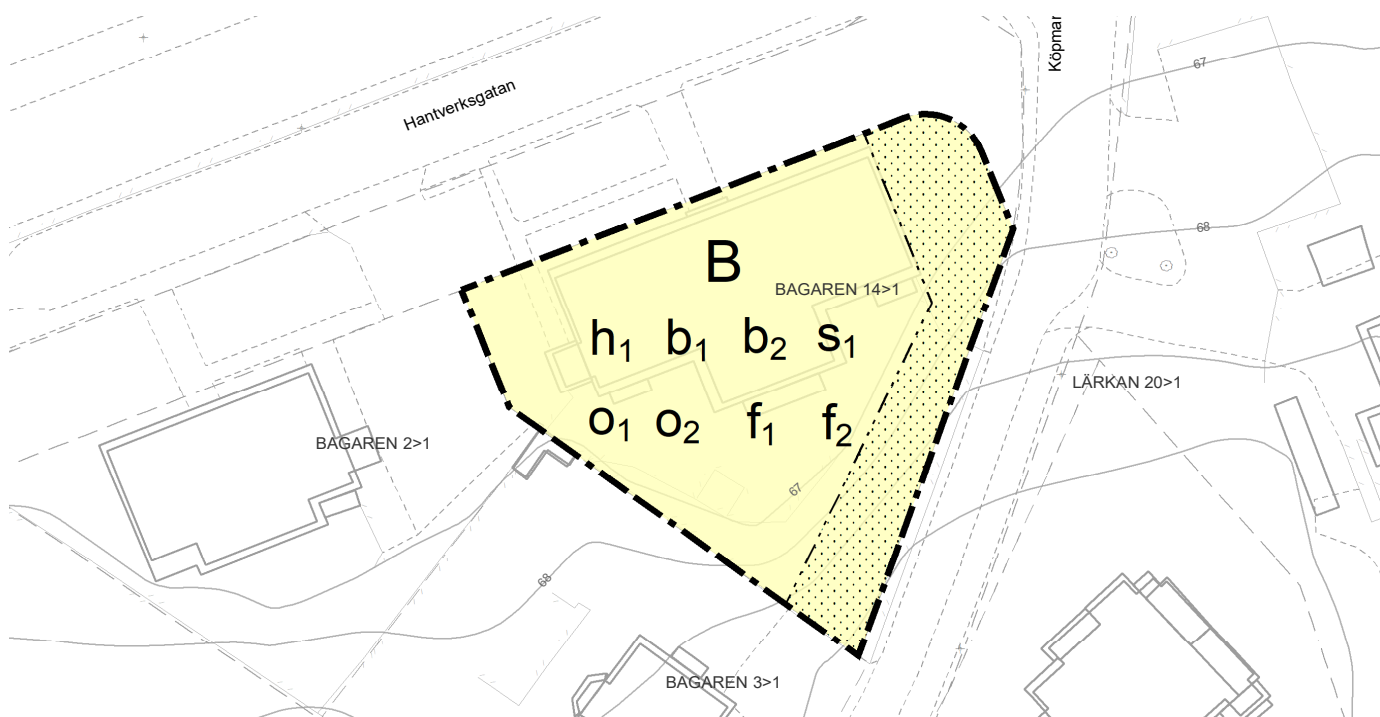 Köpmar
67
Hantverksgatan
68
B
BAGAREN 14>1
h₁ b₁ b₂ s₁
LÄRKAN 20>1
o₁ o₂ f₁ f₂
BAGAREN 2>1
67
68
BAGAREN 3>1